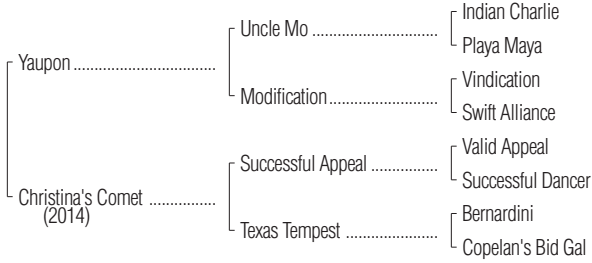 Indian Charlie
Uncle Mo ....................................
Playa Maya
Yaupon .........................................
Vindication
Modification................................
Swift Alliance
Valid Appeal
Successful Appeal ...................
Successful Dancer
Christina's Comet ...................
(2014)
Bernardini
Texas Tempest ..........................
Copelan's Bid Gal